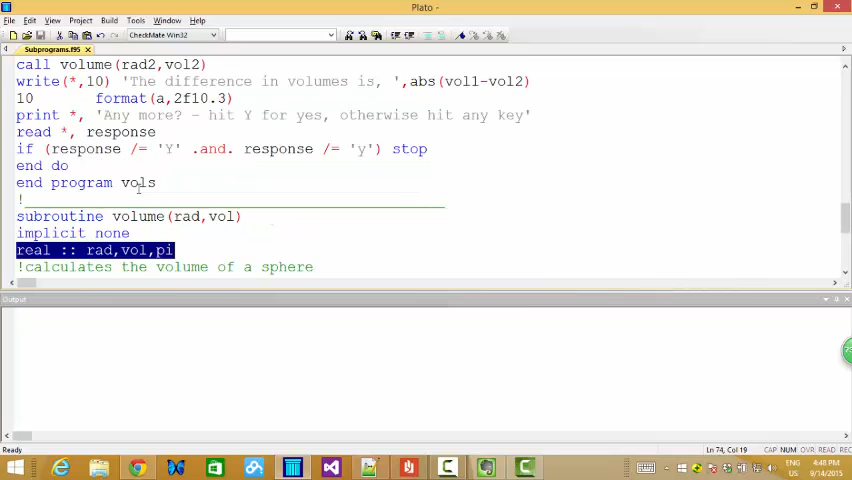 Plato -
File Edit View Project Build Tools Window Help
CheckMate Win32
Subprograms.f95
call volume(rad2,vol2)
write(*,10) 'The difference in volumes is, ',abs(vol1-vol2)
10 format(a,2f10.3)
print *, 'Any more? - hit Y for yes, otherwise hit any key'
read *, response
if (response /= 'Y' .and. response /= 'y') stop
end do
end program vols
!________________________________________________
subroutine volume(rad,vol)
implicit none
real :: rad,vol,pi
!calculates the volume of a sphere
Output
Ready Ln 74, Col 19 CAP NUM OVR READ REC
ENG 4:48 PM
US 9/14/2015